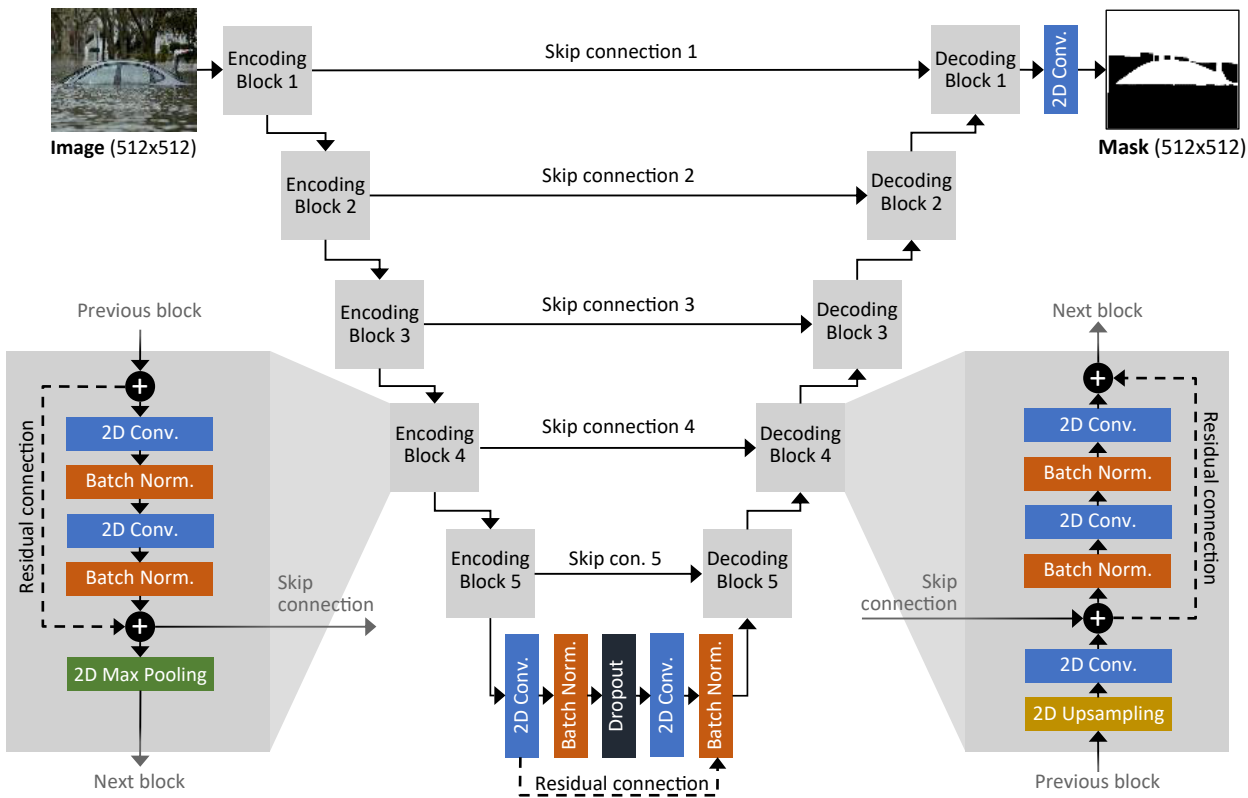 Image (512x512)
Encoding
Block 1
Skip connection 1
Decoding
Block 1
2D Conv.
Mask (512x512)
Encoding
Block 2
Skip connection 2
Decoding
Block 2
Encoding
Block 3
Skip connection 3
Decoding
Block 3
Encoding
Block 4
Skip connection 4
Decoding
Block 4
Encoding
Block 5
Skip con. 5
Decoding
Block 5
2D Conv.
Batch Norm.
Dropout
2D Conv.
Batch Norm.
Residual connection
Previous block
+
Residual connection
2D Conv.
Batch Norm.
2D Conv.
Batch Norm.
+
Skip
connection
2D Max Pooling
Next block
Next block
+
2D Conv.
Batch Norm.
2D Conv.
Batch Norm.
Residual connection
Skip
connection
+
2D Conv.
2D Upsampling
Previous block